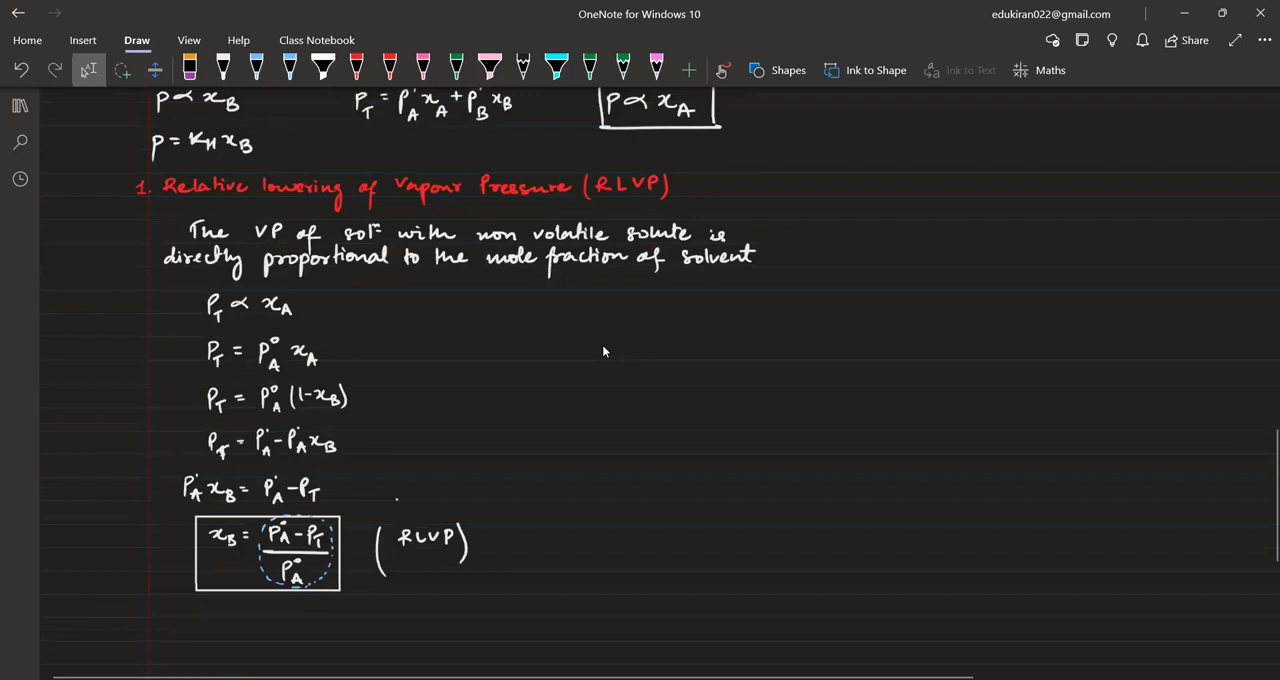 OneNote for Windows 10
edukiran022@gmail.com
Home Insert Draw View Help Class Notebook
Share
Shapes Ink to Shape Ink to Text Maths
P ∝ x_B
P_T = P°_A x_A + P°_B x_B
P ∝ x_A
P = K_H x_B
1. Relative lowering of Vapour Pressure (RLVP)
The VP of solⁿ with non volatile solute is
directly proportional to the mole fraction of solvent
P_T ∝ x_A
P_T = P°_A x_A
P_T = P°_A (1-x_B)
P_T = P°_A - P°_A x_B
P°_A x_B = P°_A - P_T
x_B = (P°_A - P_T) / P°_A (RLVP)